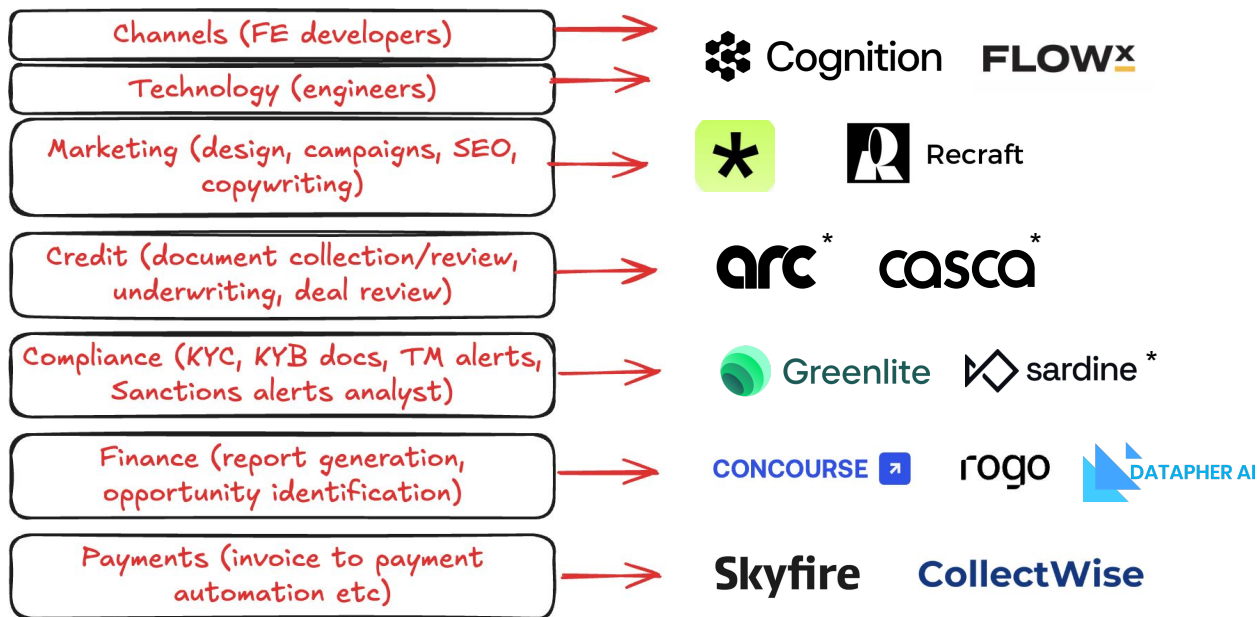 Channels (FE developers)
Cognition
FLOWX
Technology (engineers)
Marketing (design, campaigns, SEO,
copywriting)
*
Recraft
Credit (document collection/review,
underwriting, deal review)
arc*
casca*
Compliance (KYC, KYB docs, TM alerts,
Sanctions alerts analyst)
Greenlite
sardine*
Finance (report generation,
opportunity identification)
CONCOURSE
rogo
DATAPHER AI
Payments (invoice to payment
automation etc)
Skyfire
CollectWise